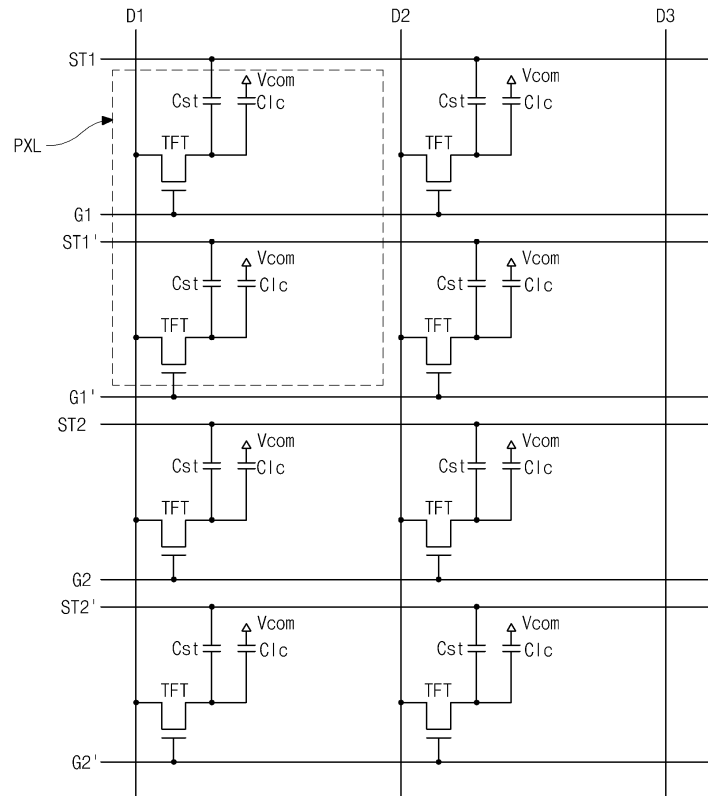 D1 D2 D3
ST1
Vcom Vcom
Cst Clc Cst Clc
TFT TFT
PXL
G1
ST1'
Vcom Vcom
Cst Clc Cst Clc
TFT TFT
G1'
ST2
Vcom Vcom
Cst Clc Cst Clc
TFT TFT
G2
ST2'
Vcom Vcom
Cst Clc Cst Clc
TFT TFT
G2'